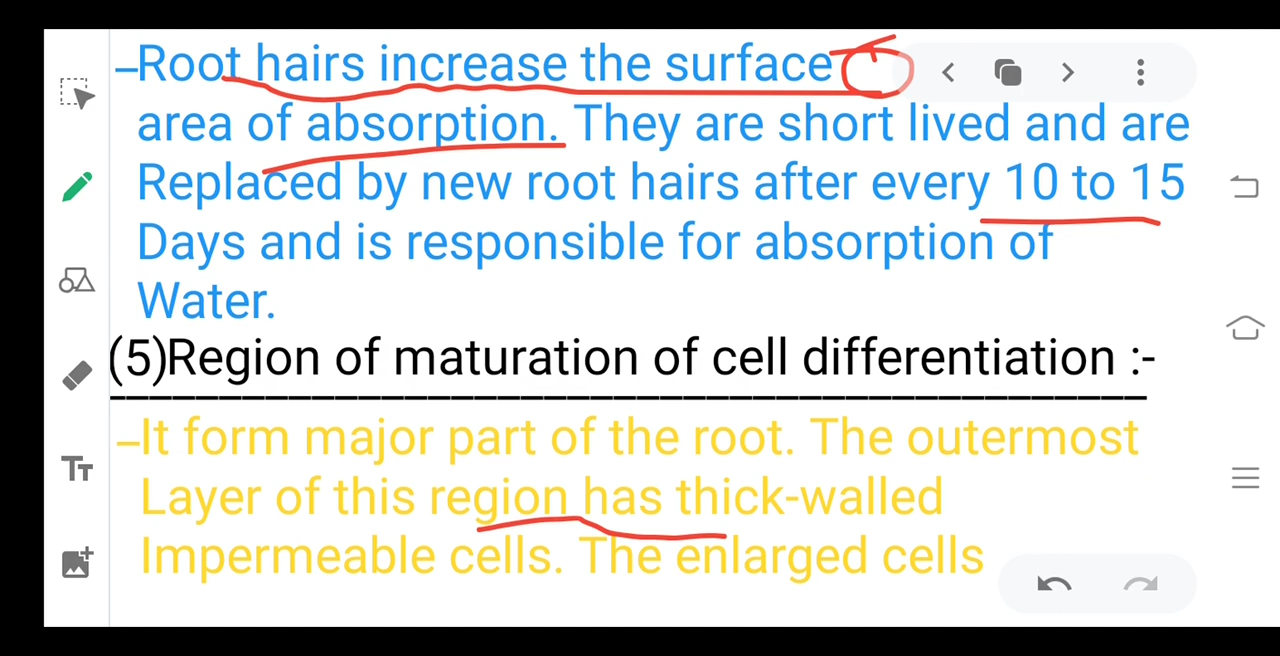 –Root hairs increase the surface
area of absorption. They are short lived and are
Replaced by new root hairs after every 10 to 15
Days and is responsible for absorption of
Water.
(5)Region of maturation of cell differentiation :-
–It form major part of the root. The outermost
Layer of this region has thick-walled
Impermeable cells. The enlarged cells
TT